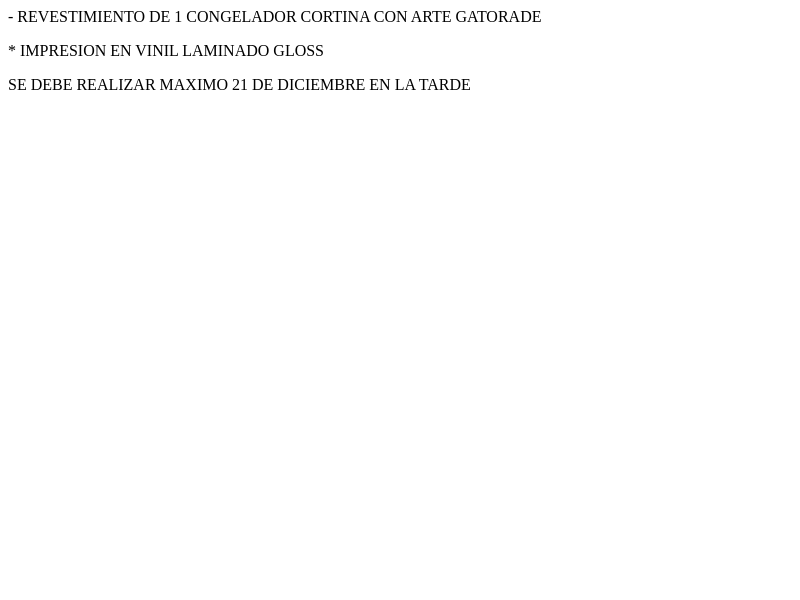 - REVESTIMIENTO DE 1 CONGELADOR CORTINA CON ARTE GATORADE
* IMPRESION EN VINIL LAMINADO GLOSS
SE DEBE REALIZAR MAXIMO 21 DE DICIEMBRE EN LA TARDE